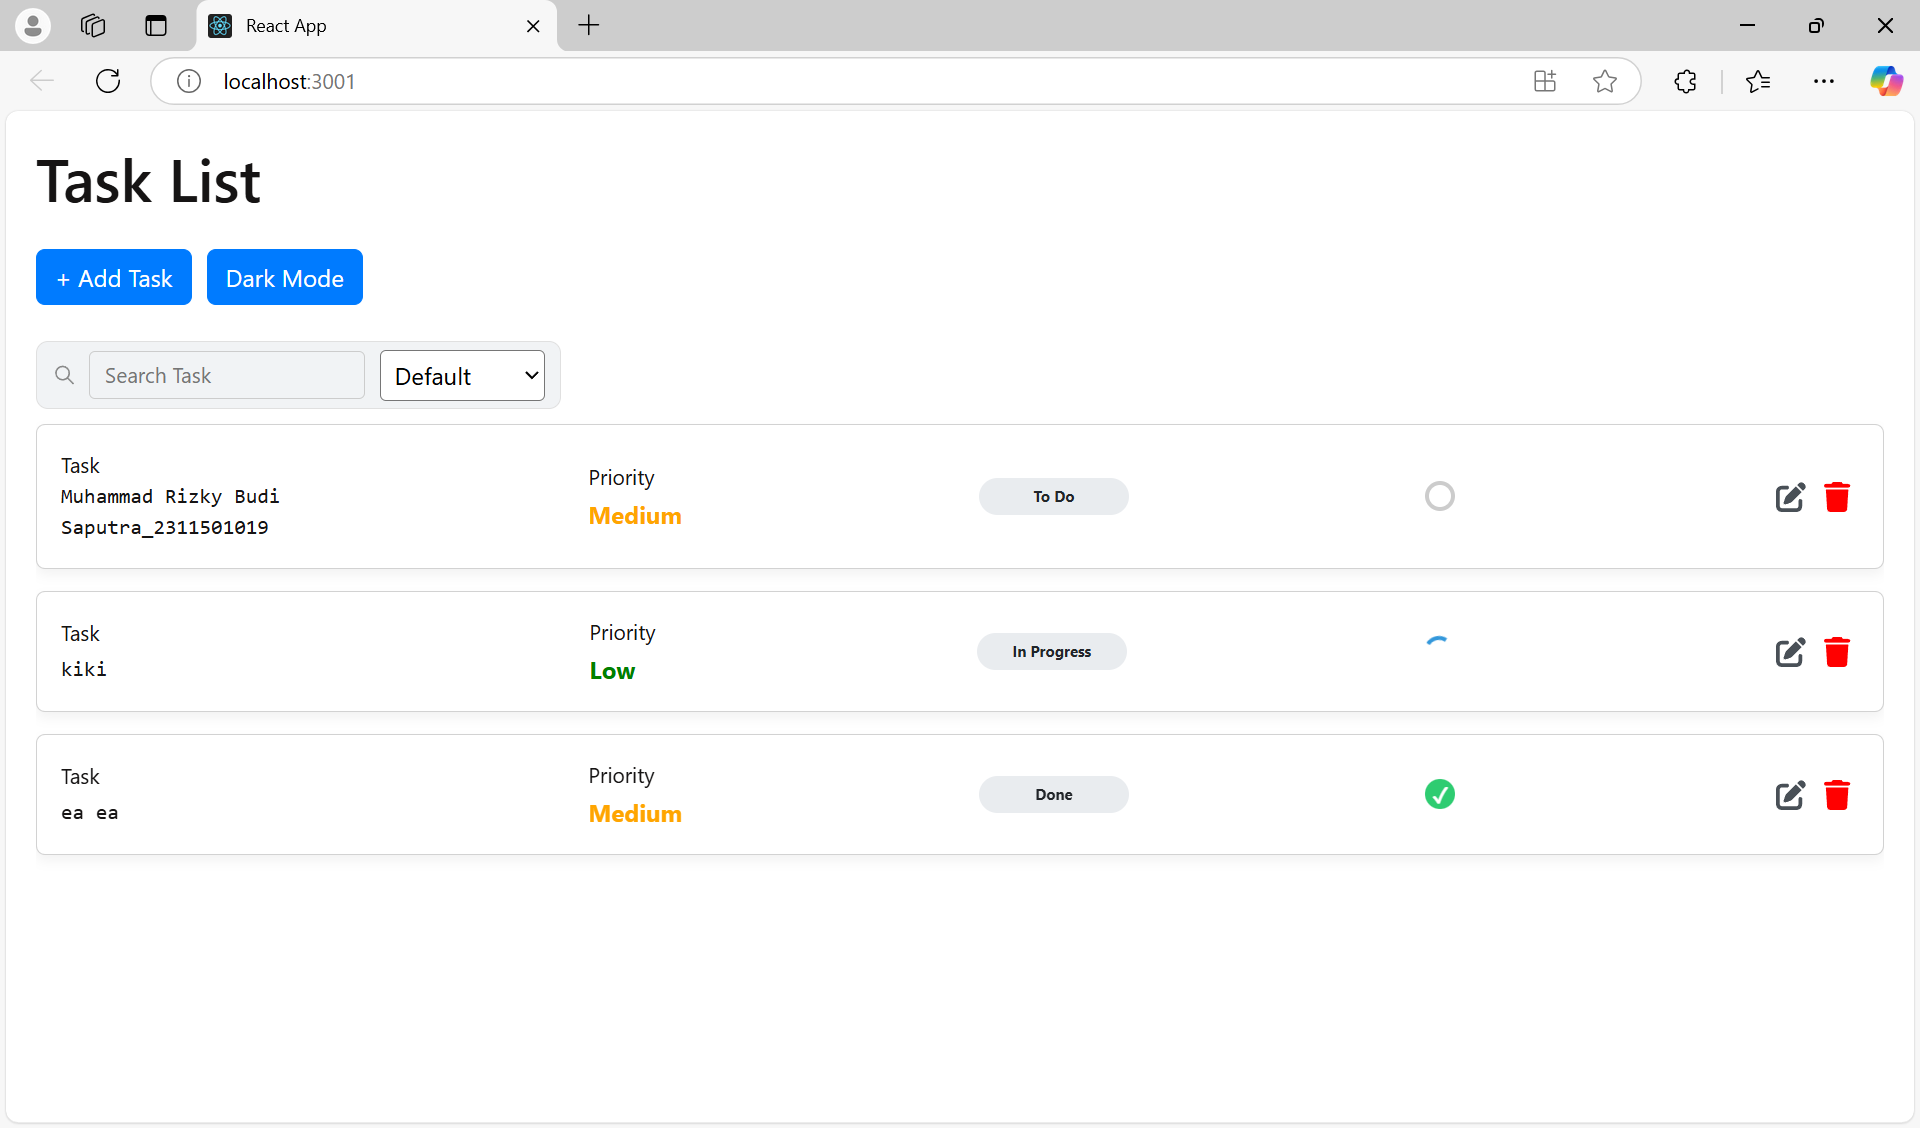 React App
localhost:3001
Task List
+ Add Task
Dark Mode
Search Task
Default
Task
Muhammad Rizky Budi
Saputra_2311501019
Priority
Medium
To Do
Task
kiki
Priority
Low
In Progress
Task
ea ea
Priority
Medium
Done